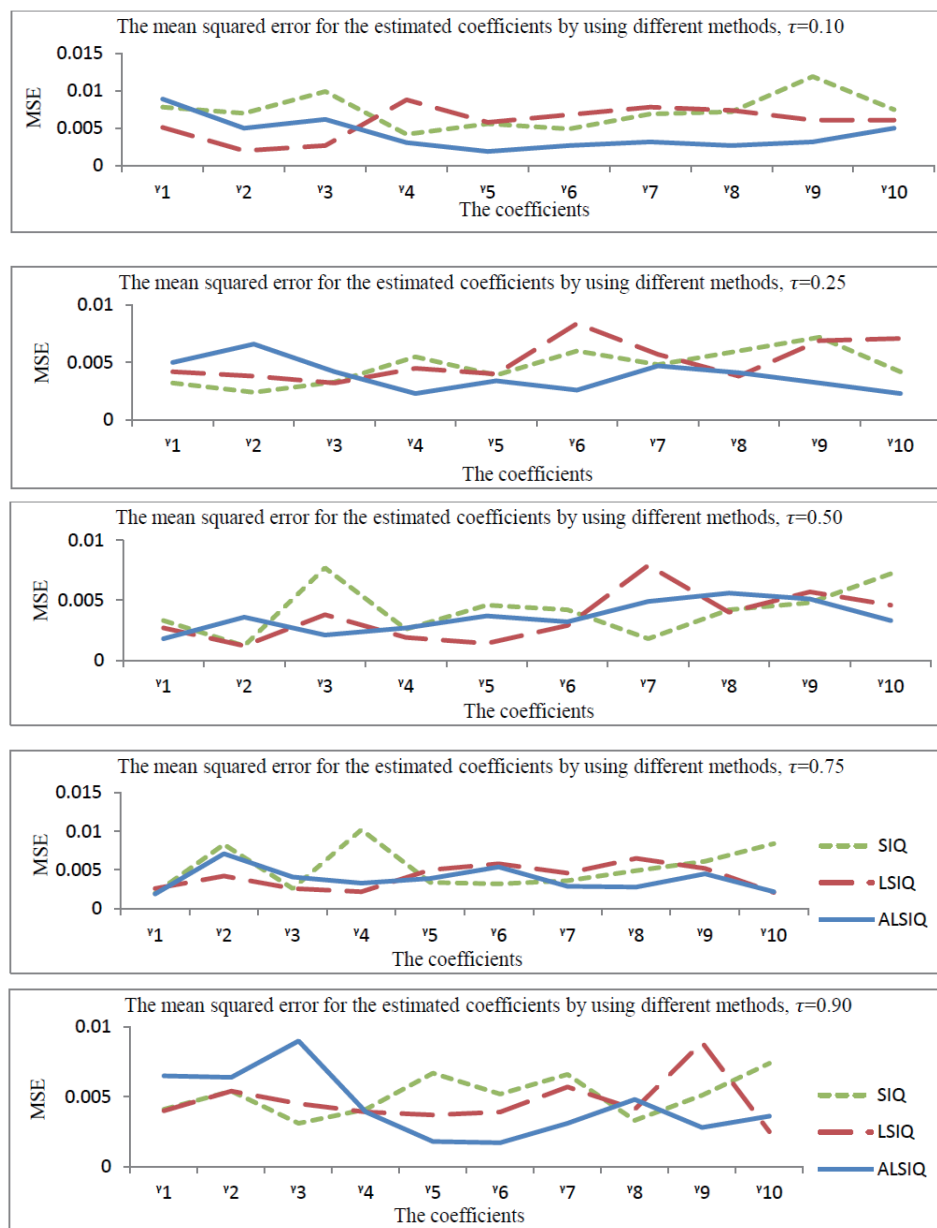 The mean squared error for the estimated coefficients by using different methods, τ=0.10
0.015
0.01
0.005
0
MSE
γ1 γ2 γ3 γ4 γ5 γ6 γ7 γ8 γ9 γ10
The coefficients
The mean squared error for the estimated coefficients by using different methods, τ=0.25
0.01
0.005
0
MSE
γ1 γ2 γ3 γ4 γ5 γ6 γ7 γ8 γ9 γ10
The coefficients
The mean squared error for the estimated coefficients by using different methods, τ=0.50
0.01
0.005
0
MSE
γ1 γ2 γ3 γ4 γ5 γ6 γ7 γ8 γ9 γ10
The coefficients
The mean squared error for the estimated coefficients by using different methods, τ=0.75
0.015
0.01
0.005
0
MSE
γ1 γ2 γ3 γ4 γ5 γ6 γ7 γ8 γ9 γ10
The coefficients
SIQ
LSIQ
ALSIQ
The mean squared error for the estimated coefficients by using different methods, τ=0.90
0.01
0.005
0
MSE
γ1 γ2 γ3 γ4 γ5 γ6 γ7 γ8 γ9 γ10
The coefficients
SIQ
LSIQ
ALSIQ